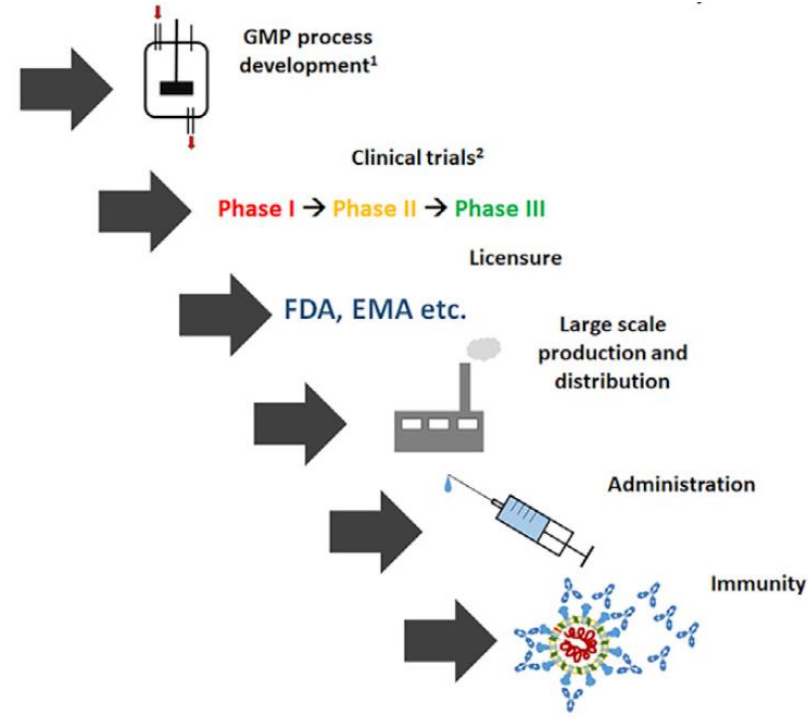 GMP process
development¹
Clinical trials²
Phase I → Phase II → Phase III
Licensure
FDA, EMA etc.
Large scale
production and
distribution
Administration
Immunity